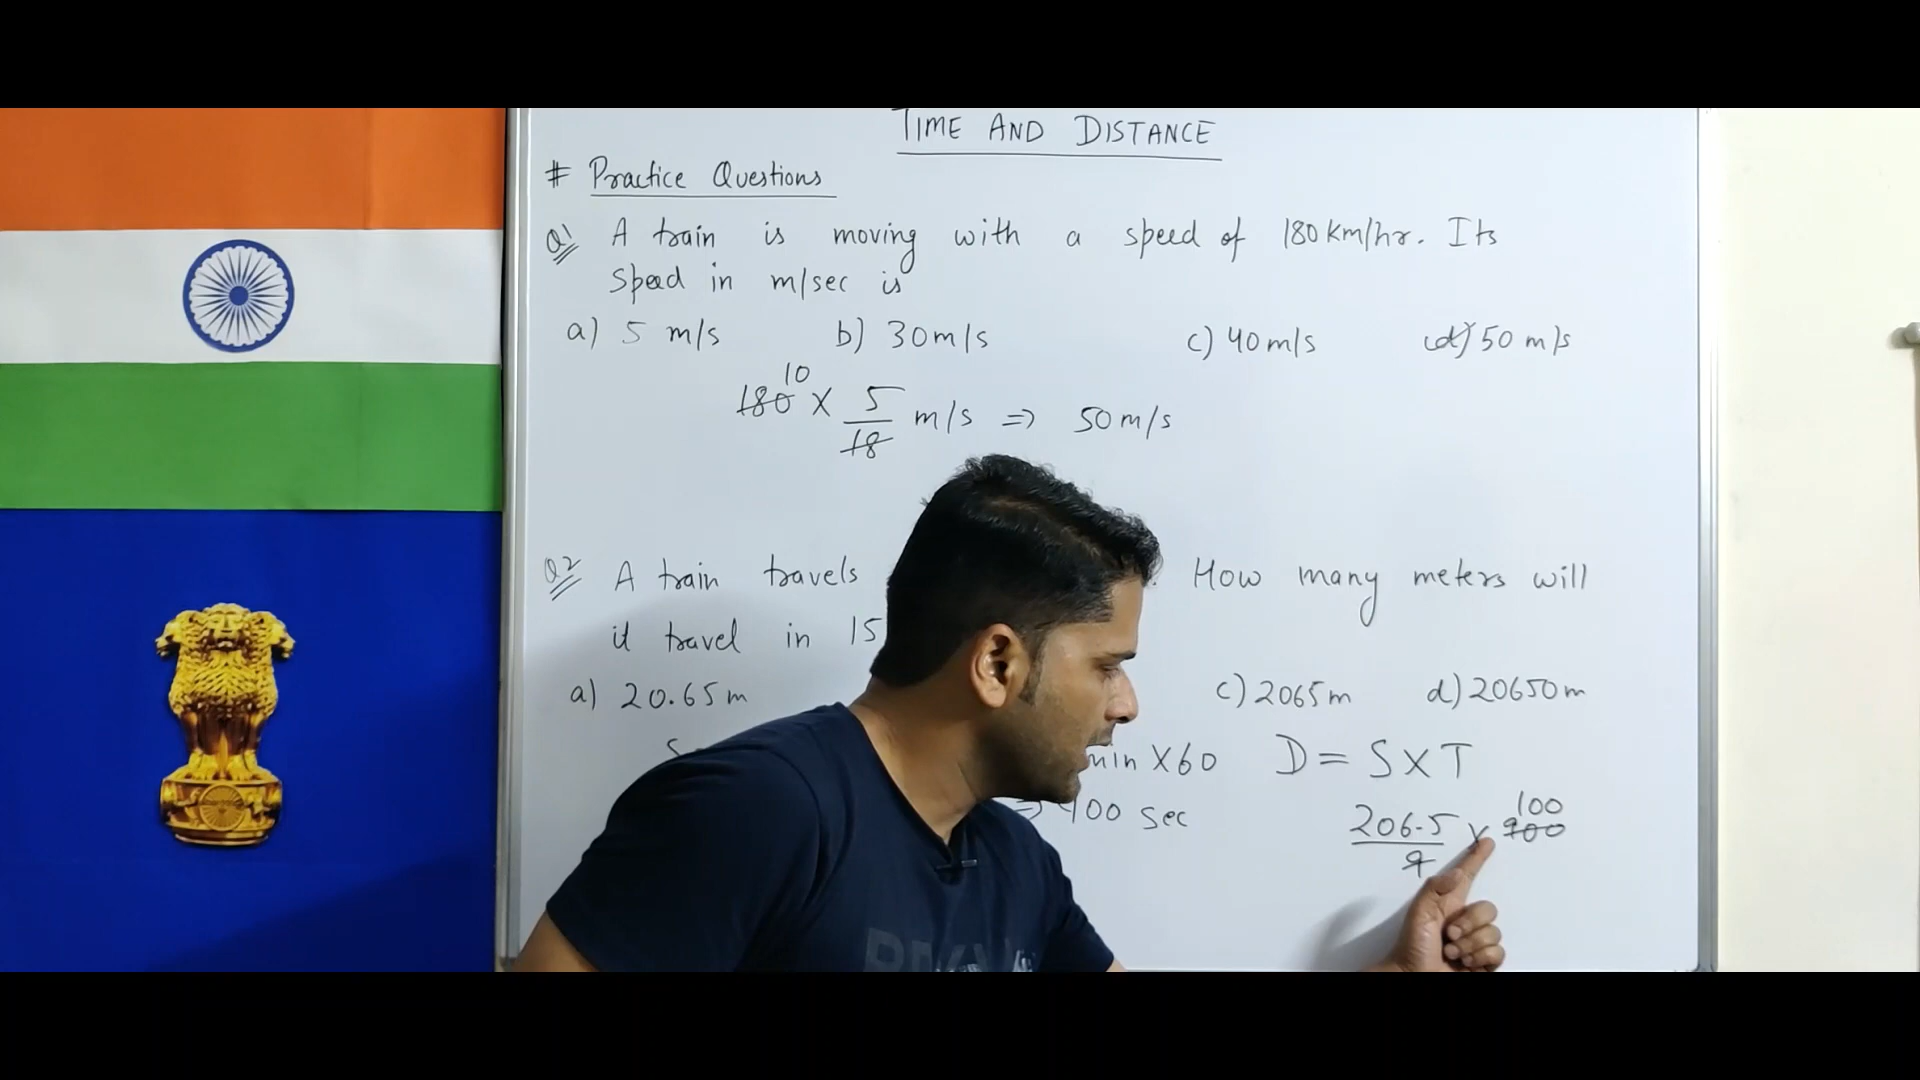 TIME AND DISTANCE
# Practice Questions
Q1 A train is moving with a speed of 180 km/hr. Its
Speed in m/sec is
a) 5 m/s b) 30 m/s c) 40 m/s d) 50 m/s
10
180 X 5/18 m/s ⇒ 50 m/s
Q2 A train travels How many meters will
it travel in 15
a) 20.65 m c) 2065 m d) 20650 m
min X 60 D = S X T
⇒ 900 sec
100
206.5/9 X 900